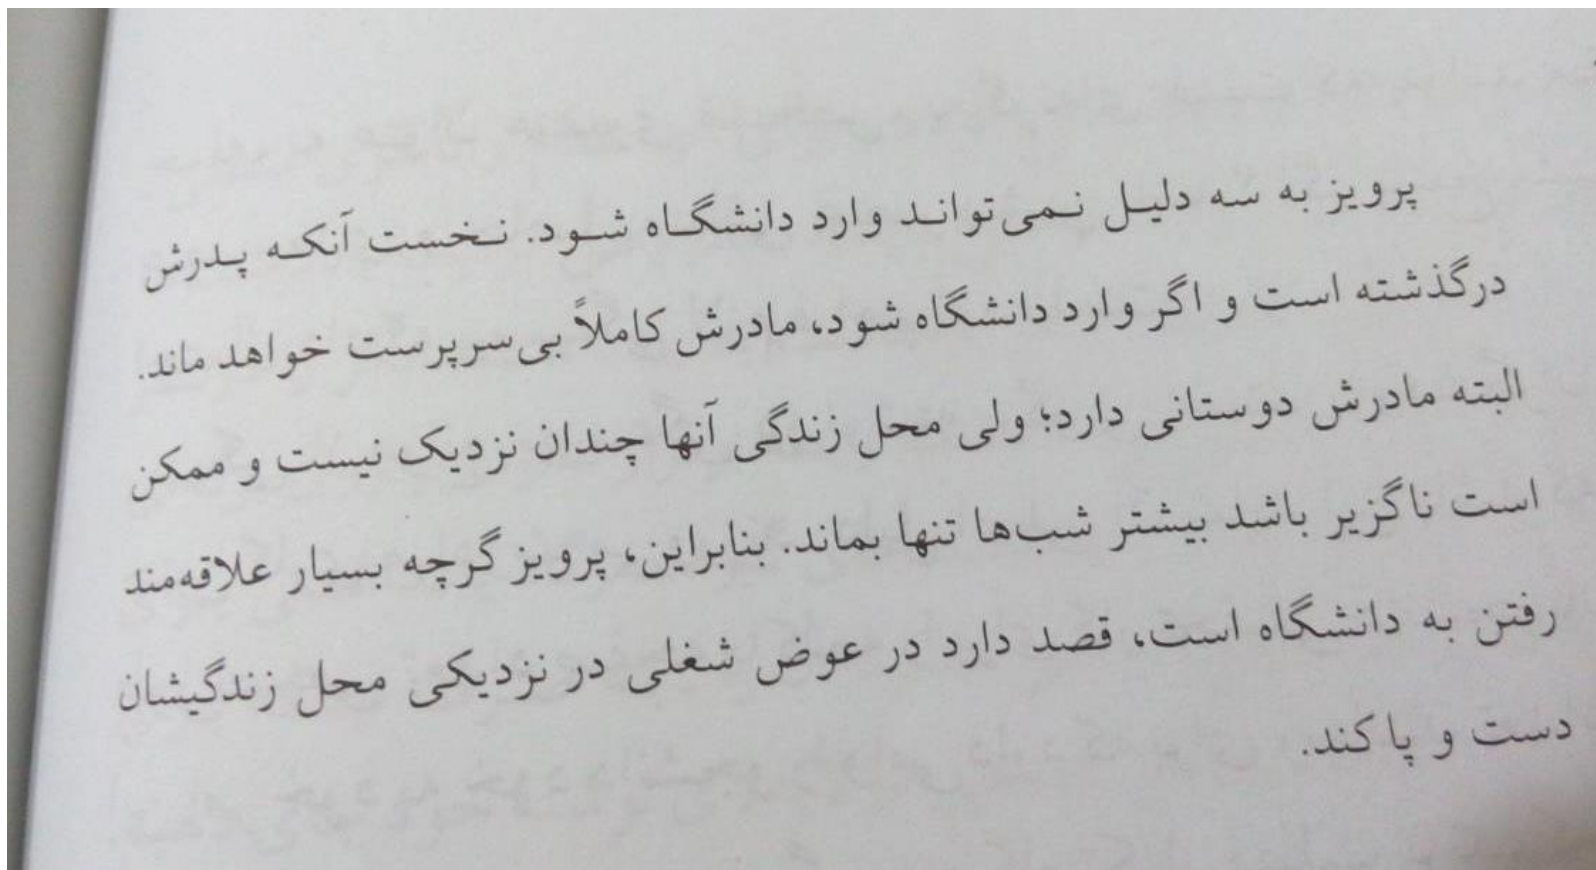 پرویز به سه دلیل نمی‌تواند وارد دانشگاه شود. نخست آنکه پدرش
درگذشته است و اگر وارد دانشگاه شود، مادرش کاملاً بی‌سرپرست خواهد ماند.
البته مادرش دوستانی دارد؛ ولی محل زندگی آنها چندان نزدیک نیست و ممکن
است ناگزیر باشد بیشتر شب‌ها تنها بماند. بنابراین، پرویز گرچه بسیار علاقه‌مند
رفتن به دانشگاه است، قصد دارد در عوض شغلی در نزدیکی محل زندگیشان
دست و پا کند.